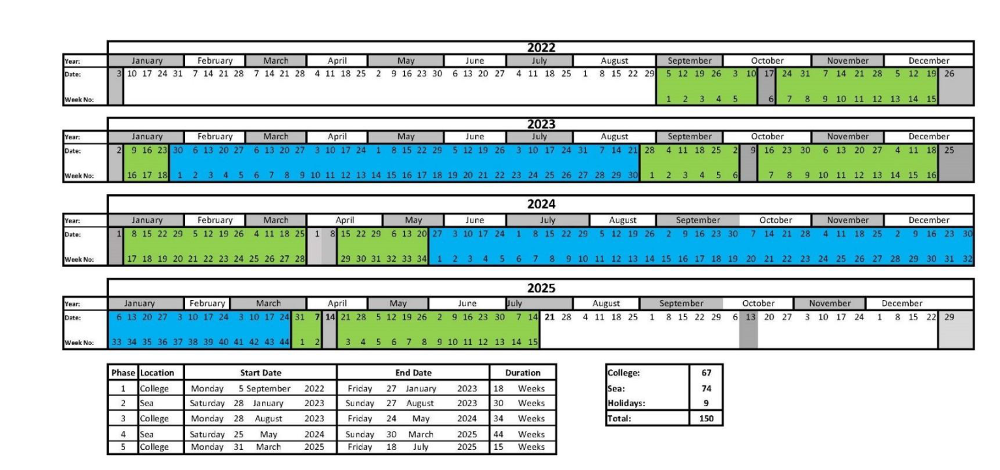 2022
Year: January February March April May June July August September October November December
Date: 3 10 17 24 31 7 14 21 28 7 14 21 28 4 11 18 25 2 9 16 23 30 6 13 20 27 4 11 18 25 1 8 15 22 29 5 12 19 26 3 10 17 24 31 7 14 21 28 5 12 19 26
Week No: 1 2 3 4 5 6 7 8 9 10 11 12 13 14 15
2023
Year: January February March April May June July August September October November December
Date: 2 9 16 23 30 6 13 20 27 6 13 20 27 3 10 17 24 1 8 15 22 29 5 12 19 26 3 10 17 24 31 7 14 21 28 4 11 18 25 2 9 16 23 30 6 13 20 27 4 11 18 25
Week No: 16 17 18 1 2 3 4 5 6 7 8 9 10 11 12 13 14 15 16 17 18 19 20 21 22 23 24 25 26 27 28 29 30 1 2 3 4 5 6 7 8 9 10 11 12 13 14 15 16
2024
Year: January February March April May June July August September October November December
Date: 1 8 15 22 29 5 12 19 26 4 11 18 25 1 8 15 22 29 6 13 20 27 3 10 17 24 1 8 15 22 29 5 12 19 26 2 9 16 23 30 7 14 21 28 4 11 18 25 2 9 16 23 30
Week No: 17 18 19 20 21 22 23 24 25 26 27 28 29 30 31 32 33 34 1 2 3 4 5 6 7 8 9 10 11 12 13 14 15 16 17 18 19 20 21 22 23 24 25 26 27 28 29 30 31 32
2025
Year: January February March April May June July August September October November December
Date: 6 13 20 27 3 10 17 24 3 10 17 24 31 7 14 21 28 5 12 19 26 2 9 16 23 30 7 14 21 28 4 11 18 25 1 8 15 22 29 6 13 20 27 3 10 17 24 1 8 15 22 29
Week No: 33 34 35 36 37 38 39 40 41 42 43 44 1 2 3 4 5 6 7 8 9 10 11 12 13 14 15
Phase Location Start Date End Date Duration
1 College Monday 5 September 2022 Friday 27 January 2023 18 Weeks
2 Sea Saturday 28 January 2023 Sunday 27 August 2023 30 Weeks
3 College Monday 28 August 2023 Friday 24 May 2024 34 Weeks
4 Sea Saturday 25 May 2024 Sunday 30 March 2025 44 Weeks
5 College Monday 31 March 2025 Friday 18 July 2025 15 Weeks
College: 67
Sea: 74
Holidays: 9
Total: 150